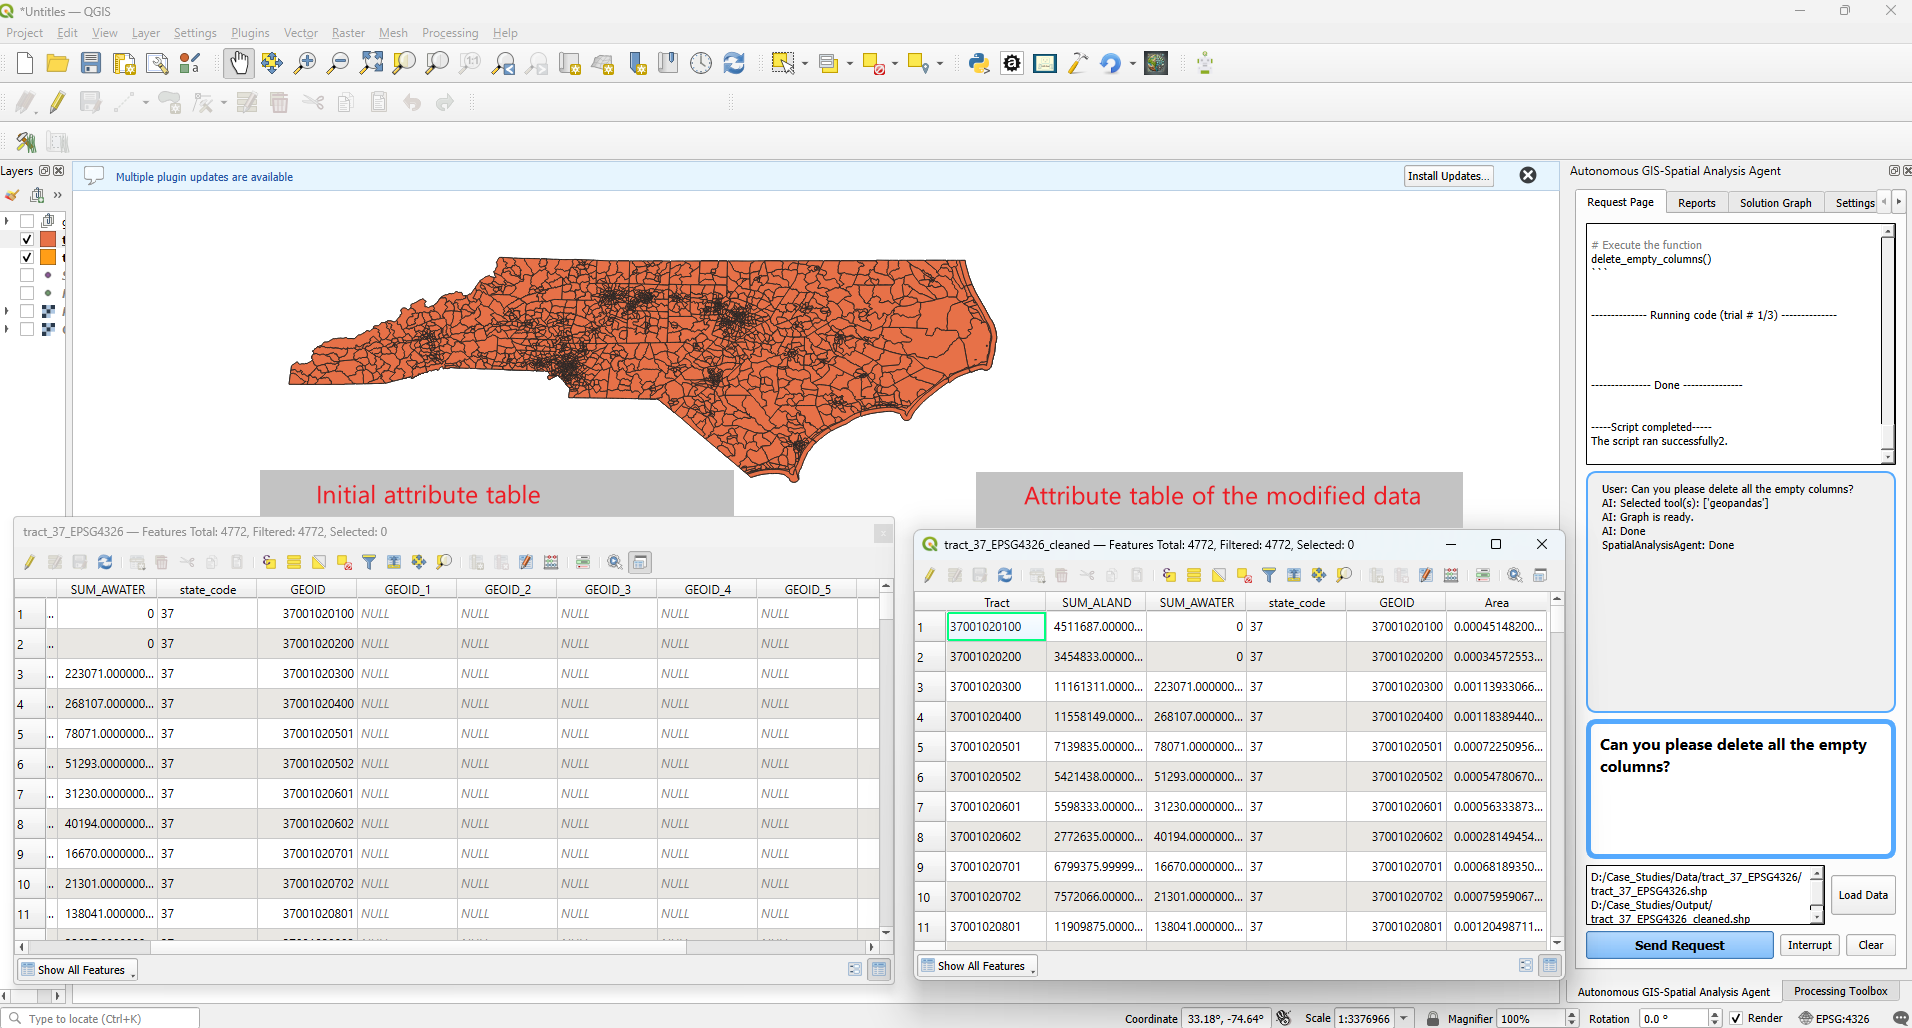 *Untitles — QGIS
Project Edit View Layer Settings Plugins Vector Raster Mesh Processing Help
Layers
Multiple plugin updates are available
Install Updates...
Autonomous GIS-Spatial Analysis Agent
Request Page Reports Solution Graph Settings
# Execute the function
delete_empty_columns()
```
-------------- Running code (trial # 1/3) --------------
--------------- Done ---------------
-----Script completed-----
The script ran successfully2.
User: Can you please delete all the empty columns?
AI: Selected tool(s): ['geopandas']
AI: Graph is ready.
AI: Done
SpatialAnalysisAgent: Done
Can you please delete all the empty
columns?
D:/Case_Studies/Data/tract_37_EPSG4326/
tract_37_EPSG4326.shp
D:/Case_Studies/Output/
tract_37_EPSG4326_cleaned.shp
Load Data
Send Request Interrupt Clear
Autonomous GIS-Spatial Analysis Agent Processing Toolbox
Initial attribute table
tract_37_EPSG4326 — Features Total: 4772, Filtered: 4772, Selected: 0
SUM_AWATER state_code GEOID GEOID_1 GEOID_2 GEOID_3 GEOID_4 GEOID_5
1 .. 0 37 37001020100 NULL NULL NULL NULL NULL
2 .. 0 37 37001020200 NULL NULL NULL NULL NULL
3 .. 223071.000000... 37 37001020300 NULL NULL NULL NULL NULL
4 .. 268107.000000... 37 37001020400 NULL NULL NULL NULL NULL
5 .. 78071.0000000... 37 37001020501 NULL NULL NULL NULL NULL
6 .. 51293.0000000... 37 37001020502 NULL NULL NULL NULL NULL
7 .. 31230.0000000... 37 37001020601 NULL NULL NULL NULL NULL
8 .. 40194.0000000... 37 37001020602 NULL NULL NULL NULL NULL
9 .. 16670.0000000... 37 37001020701 NULL NULL NULL NULL NULL
10 .. 21301.0000000... 37 37001020702 NULL NULL NULL NULL NULL
11 .. 138041.000000... 37 37001020801 NULL NULL NULL NULL NULL
Show All Features
Attribute table of the modified data
tract_37_EPSG4326_cleaned — Features Total: 4772, Filtered: 4772, Selected: 0
Tract SUM_ALAND SUM_AWATER state_code GEOID Area
1 37001020100 4511687.00000... 0 37 37001020100 0.00045148200...
2 37001020200 3454833.00000... 0 37 37001020200 0.00034572553...
3 37001020300 11161311.0000... 223071.000000... 37 37001020300 0.00113933066...
4 37001020400 11558149.0000... 268107.000000... 37 37001020400 0.00118389440...
5 37001020501 7139835.00000... 78071.0000000... 37 37001020501 0.00072250956...
6 37001020502 5421438.00000... 51293.0000000... 37 37001020502 0.00054780670...
7 37001020601 5598333.00000... 31230.0000000... 37 37001020601 0.00056333873...
8 37001020602 2772635.00000... 40194.0000000... 37 37001020602 0.00028149454...
9 37001020701 6799375.99999... 16670.0000000... 37 37001020701 0.00068189350...
10 37001020702 7572066.00000... 21301.0000000... 37 37001020702 0.00075959067...
11 37001020801 11909875.0000... 138041.000000... 37 37001020801 0.00120498711...
Show All Features
Type to locate (Ctrl+K) Coordinate 33.18°, -74.64° Scale 1:3376966 Magnifier 100% Rotation 0.0 ° Render EPSG:4326